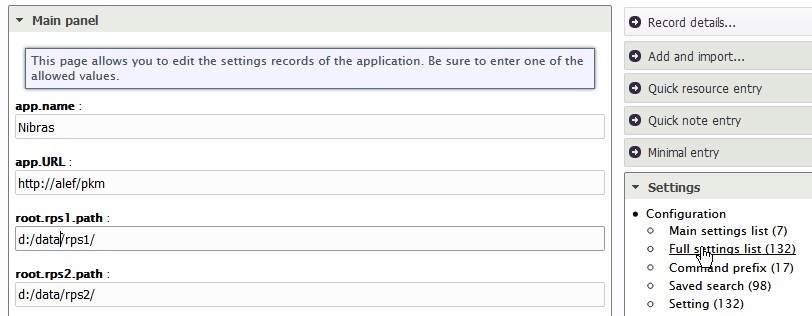 Main panel
This page allows you to edit the settings records of the application. Be sure to enter one of the
allowed values.
app.name :
Nibras
app.URL :
http://alef/pkm
root.rps1.path :
d:/data/rps1/
root.rps2.path :
d:/data/rps2/
Record details...
Add and import...
Quick resource entry
Quick note entry
Minimal entry
Settings
Configuration
Main settings list (7)
Full settings list (132)
Command prefix (17)
Saved search (98)
Setting (132)